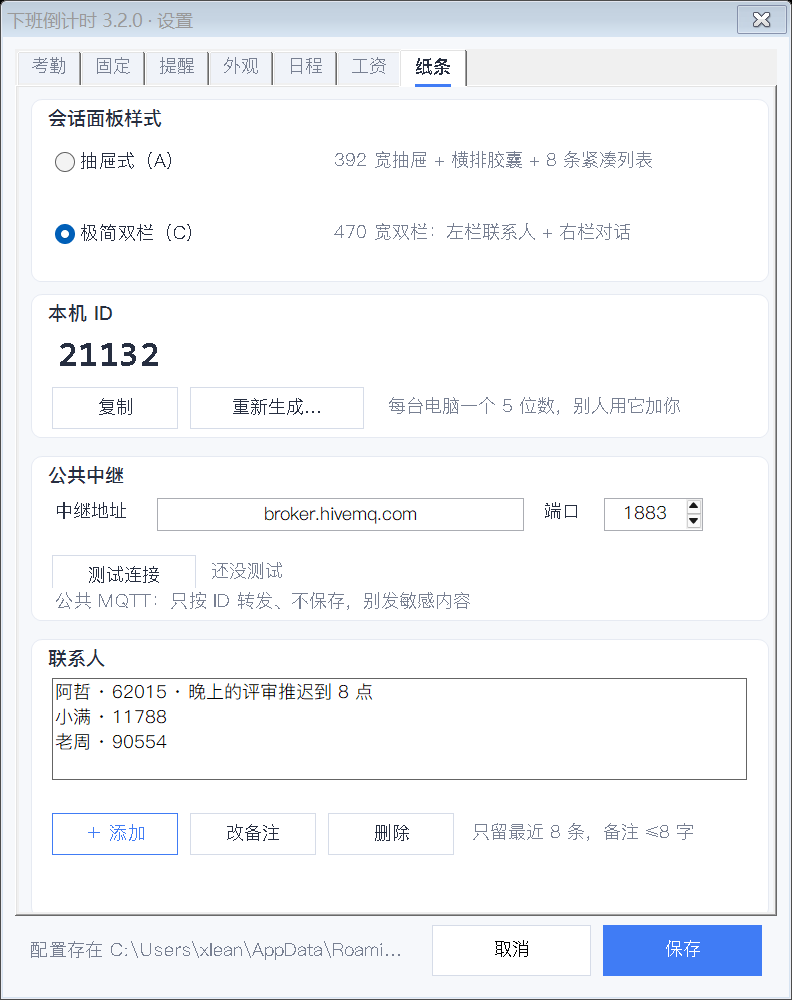 下班倒计时 3.2.0 · 设置
考勤 固定 提醒 外观 日程 工资 纸条
会话面板样式
抽屉式（A） 392 宽抽屉 + 横排胶囊 + 8 条紧凑列表
极简双栏（C） 470 宽双栏：左栏联系人 + 右栏对话
本机 ID
21132
复制 重新生成... 每台电脑一个 5 位数，别人用它加你
公共中继
中继地址 broker.hivemq.com 端口 1883
测试连接 还没测试
公共 MQTT：只按 ID 转发、不保存，别发敏感内容
联系人
阿哲 · 62015 · 晚上的评审推迟到 8 点
小满 · 11788
老周 · 90554
+ 添加 改备注 删除 只留最近 8 条，备注 ≤8 字
配置存在 C:\Users\xlean\AppData\Roami... 取消 保存